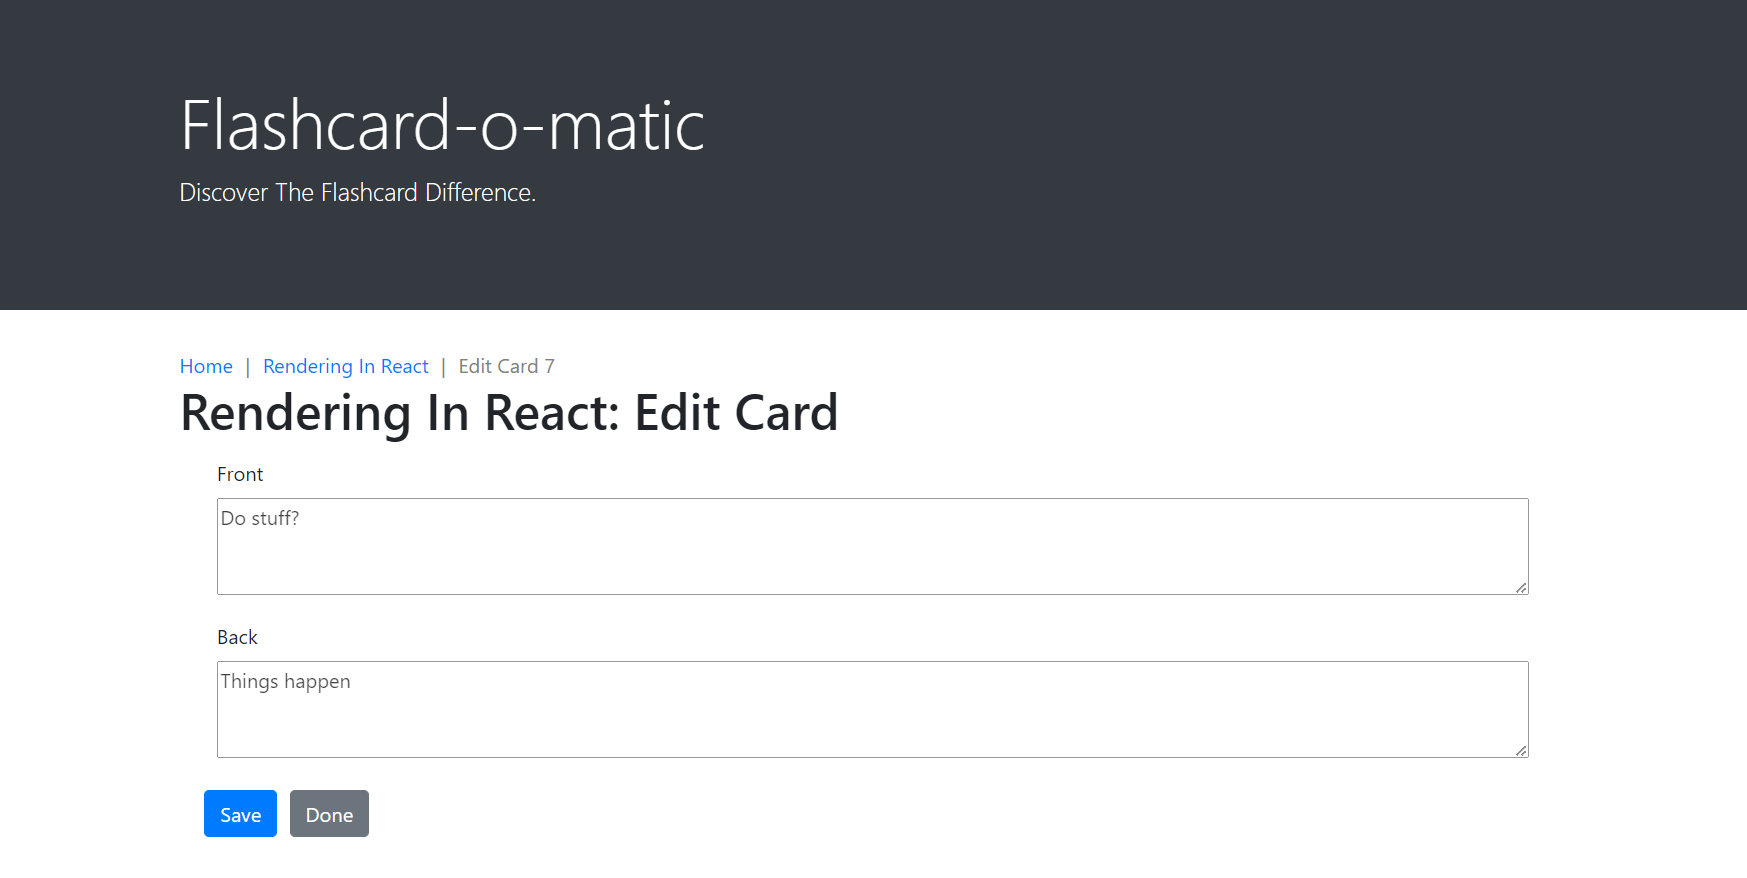 Flashcard-o-matic
Discover The Flashcard Difference.
Home | Rendering In React | Edit Card 7
Rendering In React: Edit Card
Front
Do stuff?
Back
Things happen
Save Done